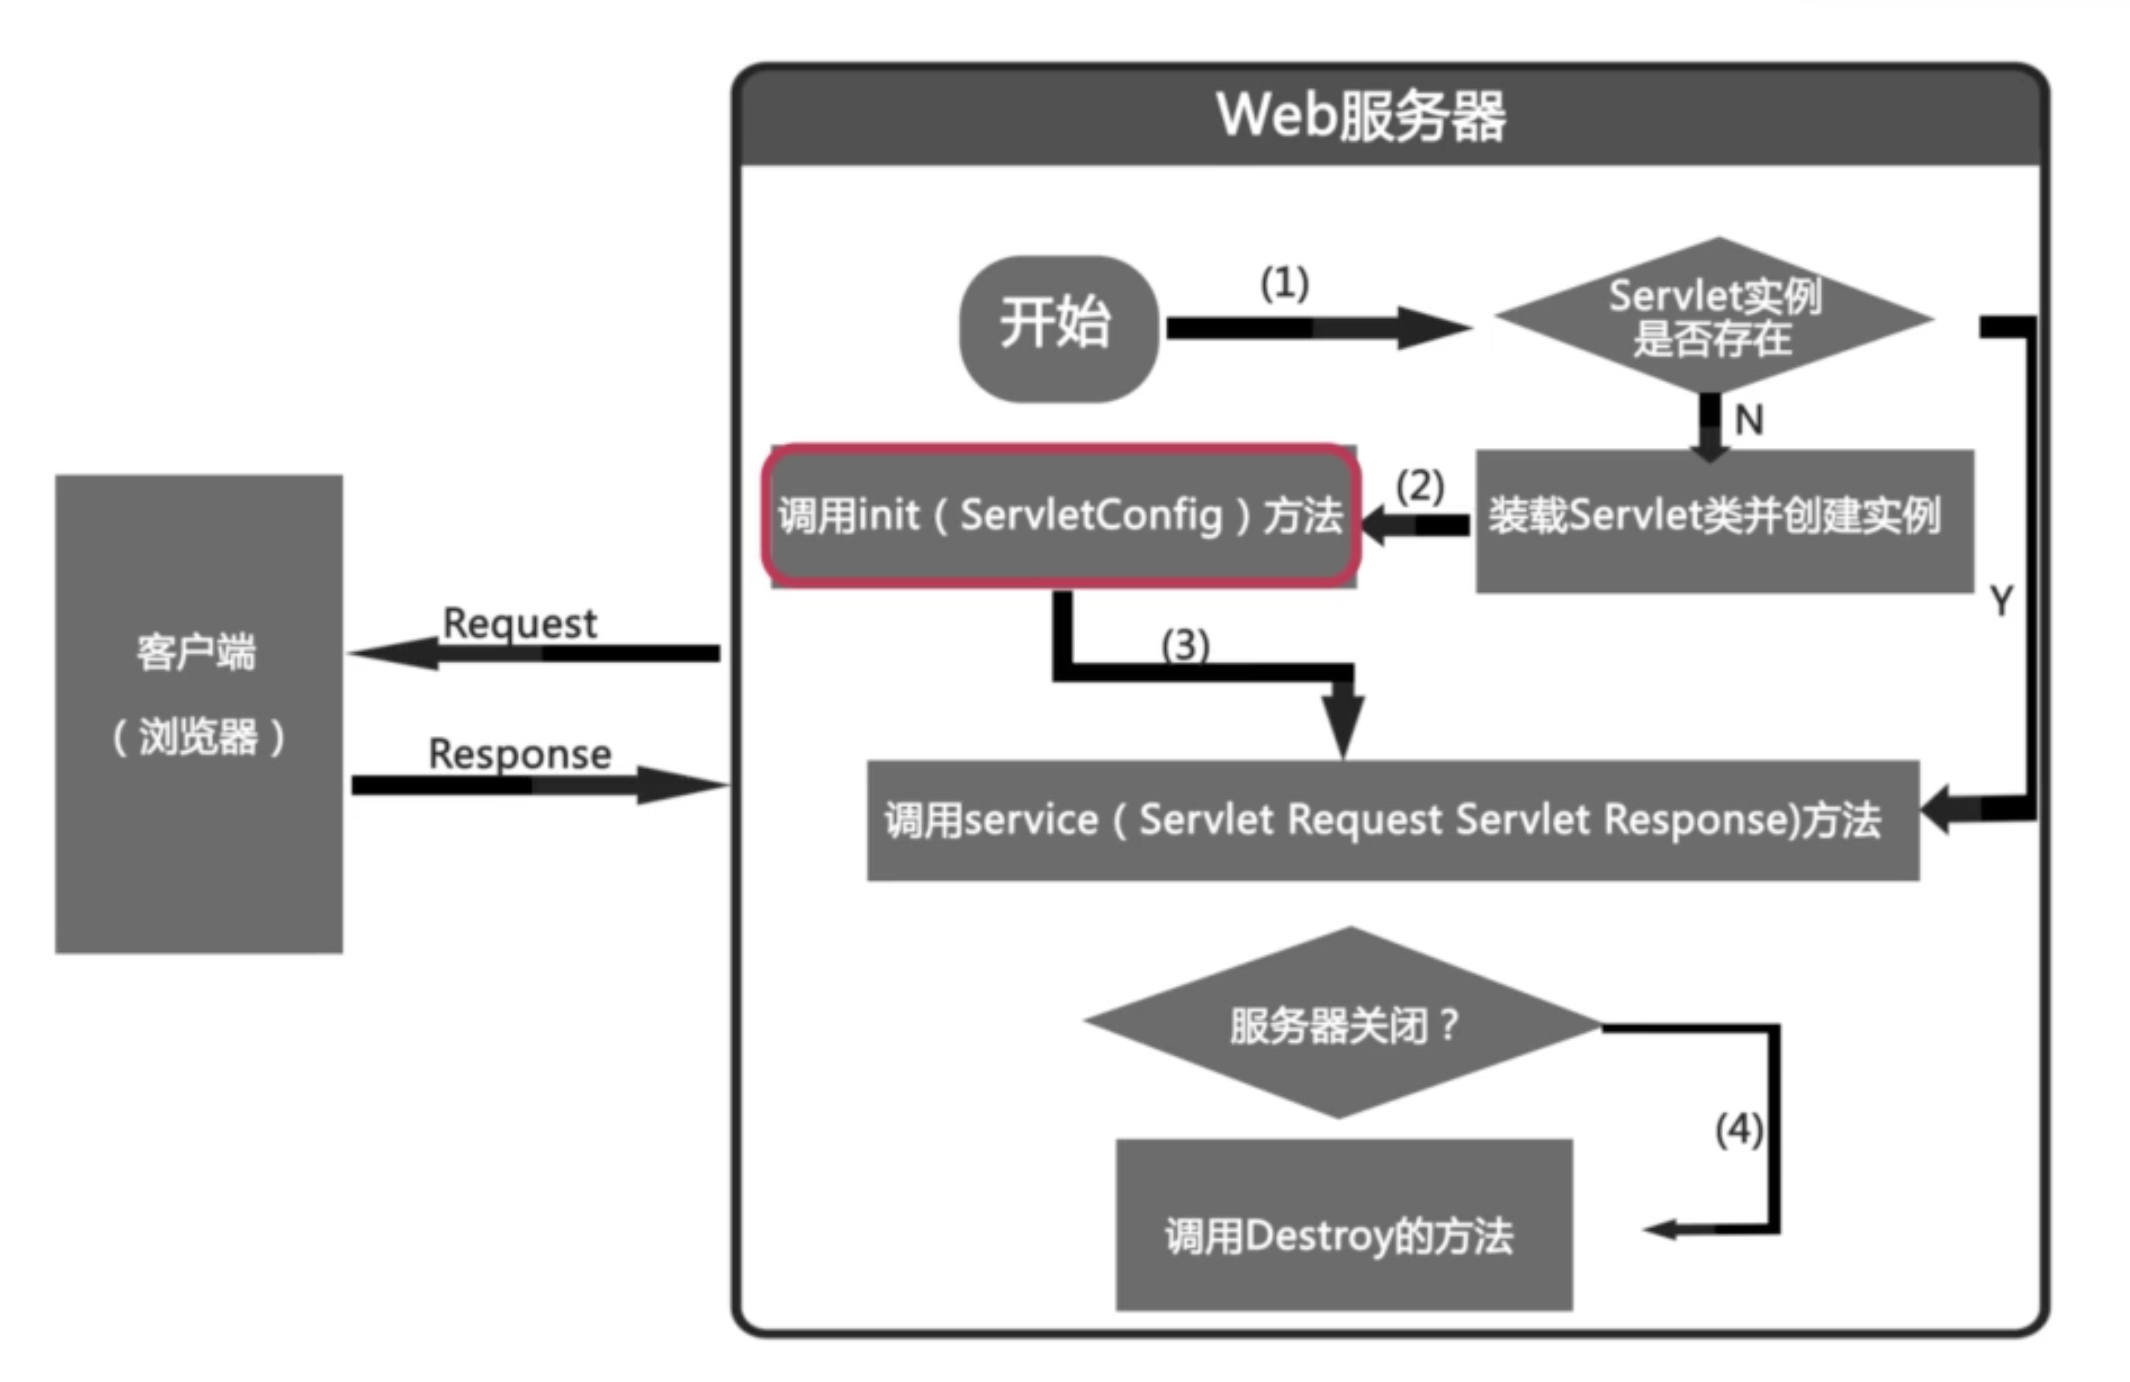 Web服务器
开始
(1)
Servlet实例
是否存在
N
调用init（ServletConfig）方法
(2)
装载Servlet类并创建实例
Y
(3)
客户端
（浏览器）
Request
Response
调用service（Servlet Request Servlet Response)方法
服务器关闭？
(4)
调用Destroy的方法